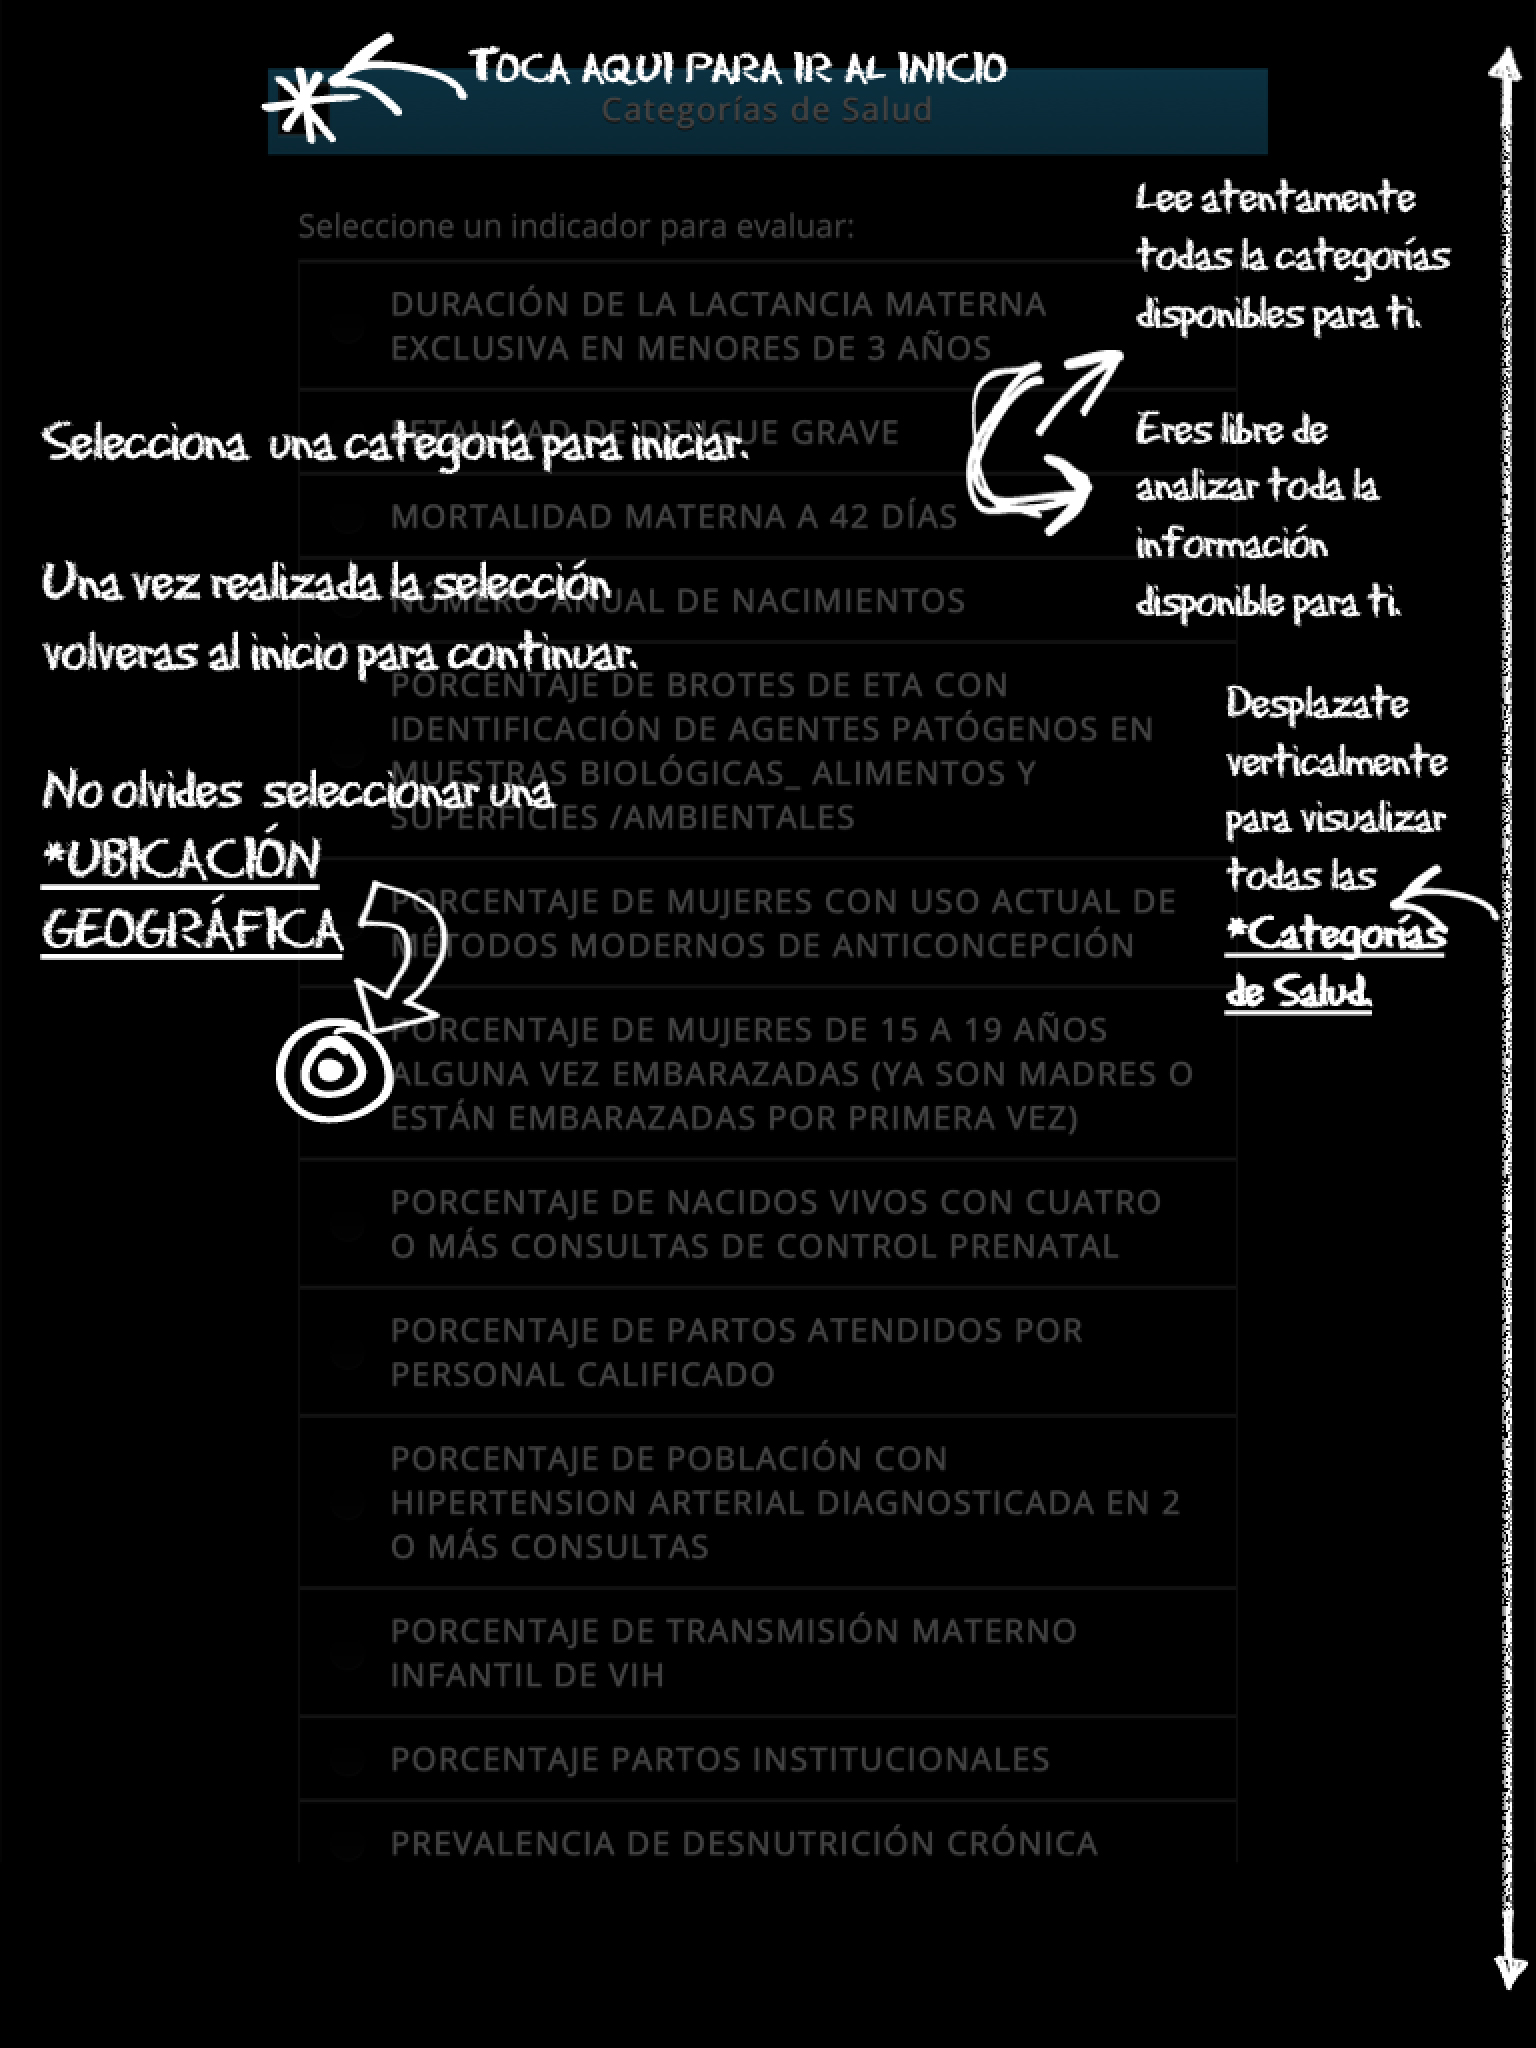 TOCA AQUI PARA IR AL INICIO
Categorías de Salud
Seleccione un indicador para evaluar:
DURACIÓN DE LA LACTANCIA MATERNA
EXCLUSIVA EN MENORES DE 3 AÑOS
LETALIDAD DE DENGUE GRAVE
MORTALIDAD MATERNA A 42 DÍAS
NÚMERO ANUAL DE NACIMIENTOS
PORCENTAJE DE BROTES DE ETA CON
IDENTIFICACIÓN DE AGENTES PATÓGENOS EN
MUESTRAS BIOLÓGICAS_ ALIMENTOS Y
SUPERFICIES /AMBIENTALES
PORCENTAJE DE MUJERES CON USO ACTUAL DE
MÉTODOS MODERNOS DE ANTICONCEPCIÓN
PORCENTAJE DE MUJERES DE 15 A 19 AÑOS
ALGUNA VEZ EMBARAZADAS (YA SON MADRES O
ESTÁN EMBARAZADAS POR PRIMERA VEZ)
PORCENTAJE DE NACIDOS VIVOS CON CUATRO
O MÁS CONSULTAS DE CONTROL PRENATAL
PORCENTAJE DE PARTOS ATENDIDOS POR
PERSONAL CALIFICADO
PORCENTAJE DE POBLACIÓN CON
HIPERTENSION ARTERIAL DIAGNOSTICADA EN 2
O MÁS CONSULTAS
PORCENTAJE DE TRANSMISIÓN MATERNO
INFANTIL DE VIH
PORCENTAJE PARTOS INSTITUCIONALES
PREVALENCIA DE DESNUTRICIÓN CRÓNICA
Selecciona una categoría para iniciar.
Una vez realizada la selección
volveras al inicio para continuar.
No olvides seleccionar una
*UBICACIÓN
GEOGRÁFICA
Lee atentamente
todas la categorías
disponibles para ti.
Eres libre de
analizar toda la
información
disponible para ti.
Desplazate
verticalmente
para visualizar
todas las
*Categorías
de Salud.